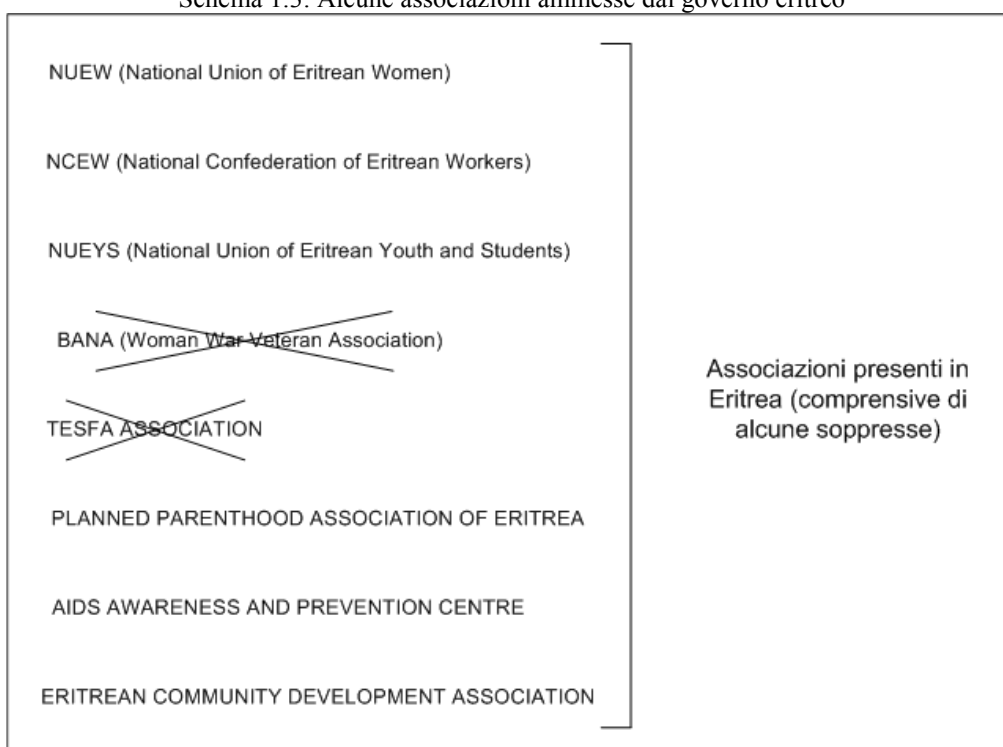 Schema 1.3: Alcune associazioni ammesse dal governo eritreo
NUEW (National Union of Eritrean Women)
NCEW (National Confederation of Eritrean Workers)
NUEYS (National Union of Eritrean Youth and Students)
BANA (Woman War Veteran Association)
TESFA ASSOCIATION
PLANNED PARENTHOOD ASSOCIATION OF ERITREA
AIDS AWARENESS AND PREVENTION CENTRE
ERITREAN COMMUNITY DEVELOPMENT ASSOCIATION
Associazioni presenti in
Eritrea (comprensive di
alcune soppresse)